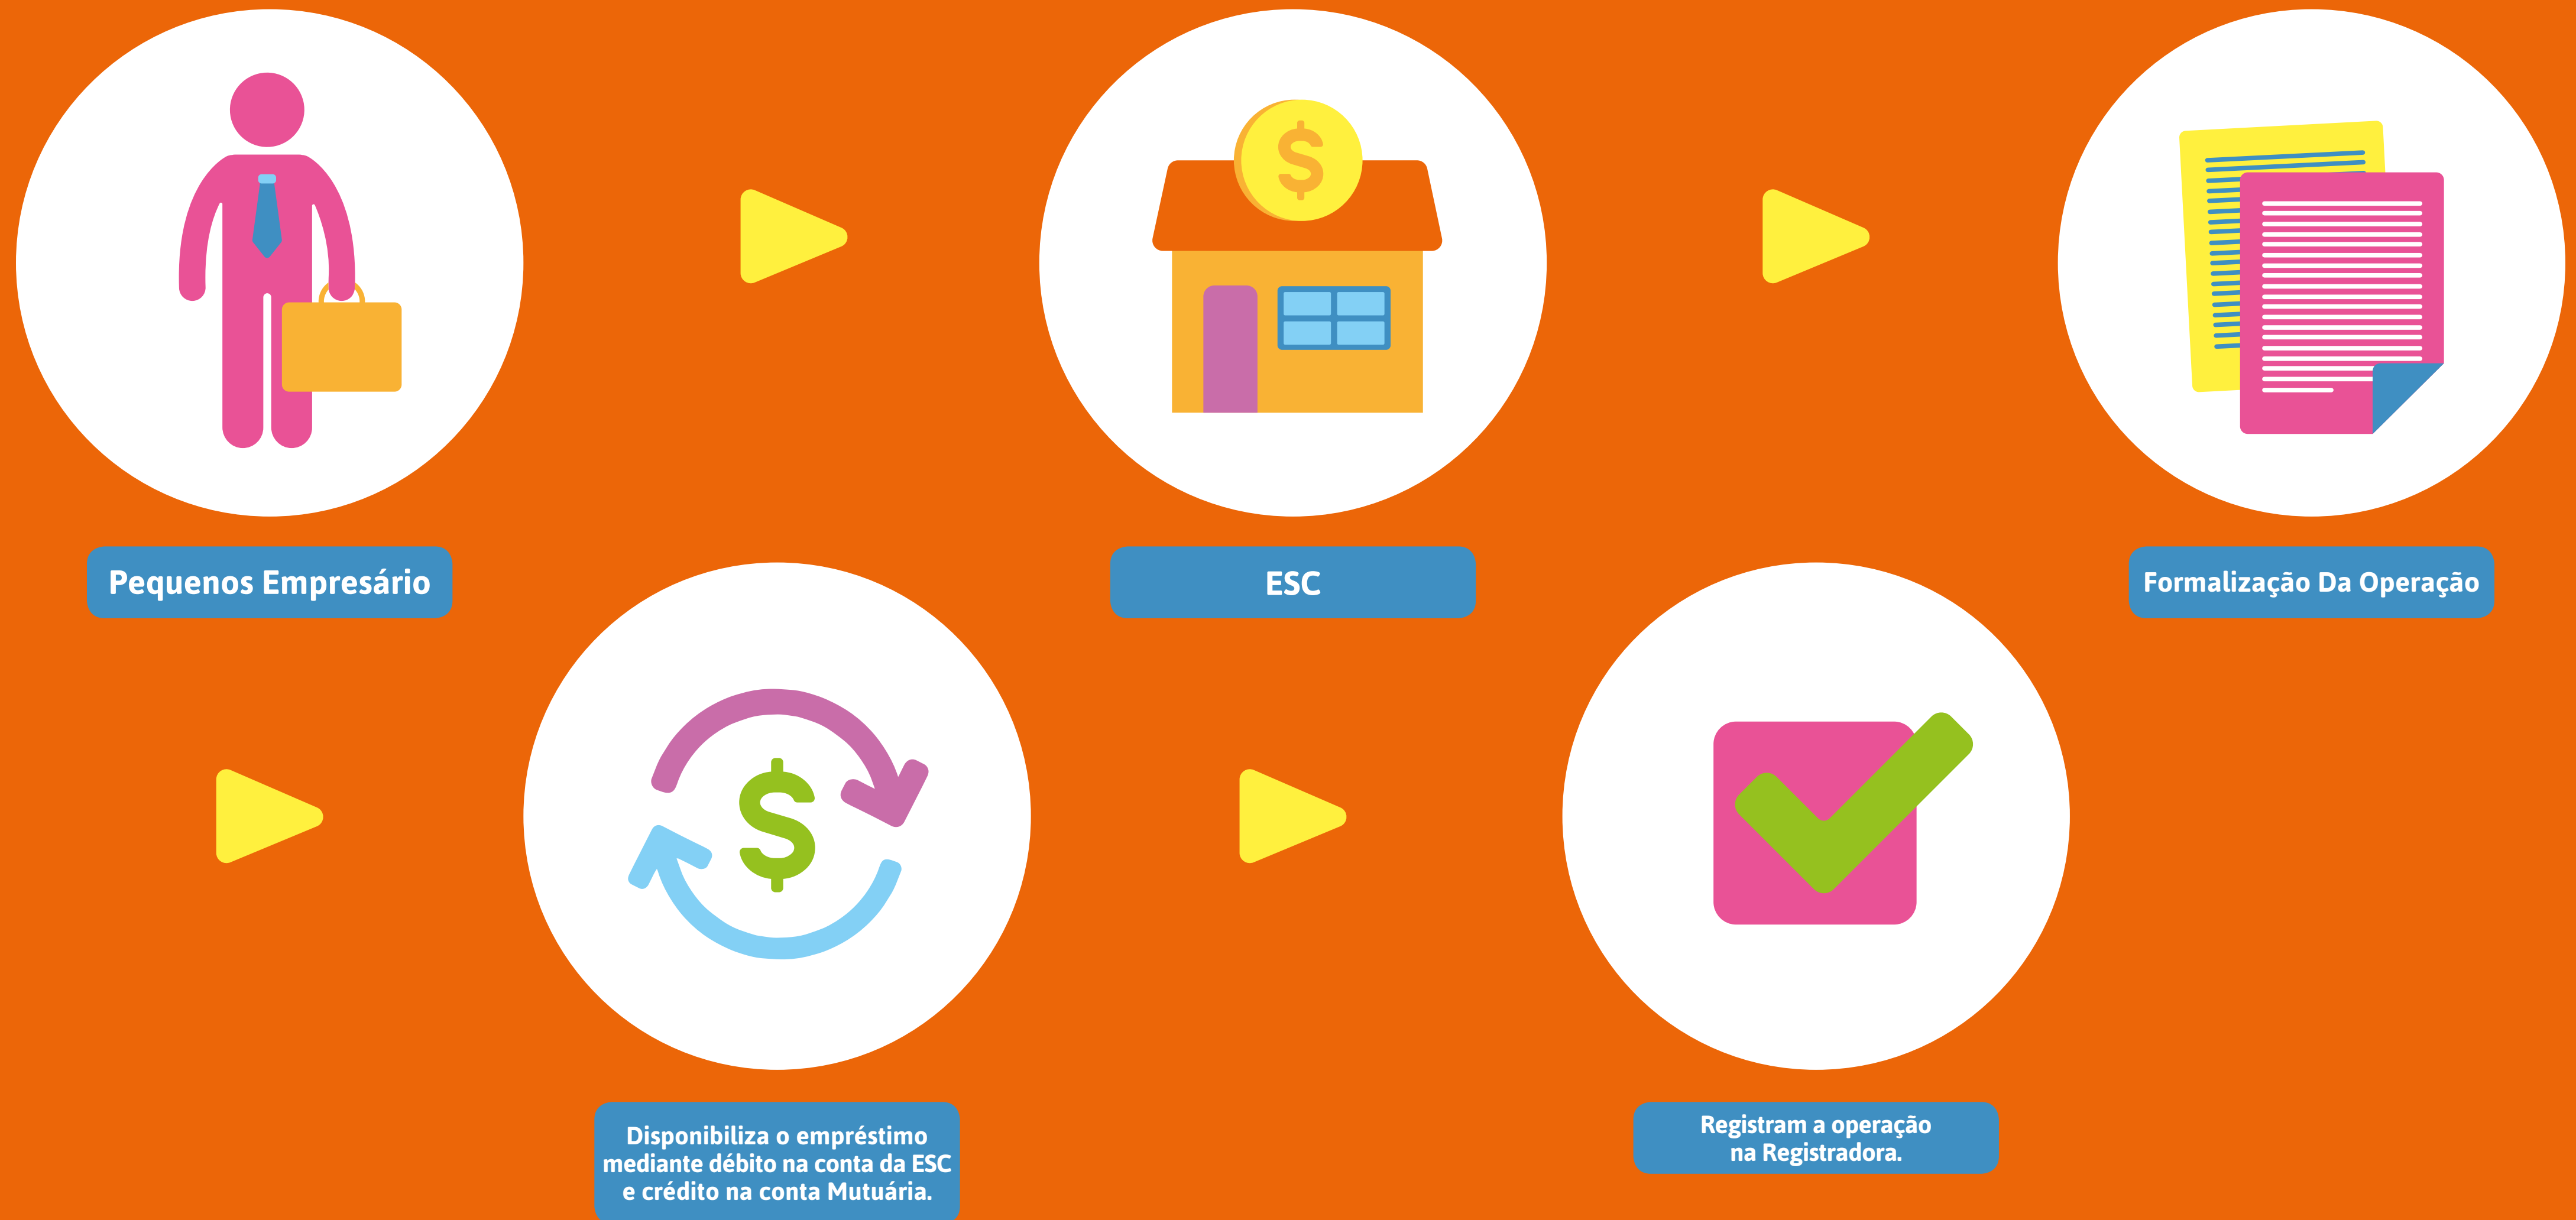 Pequenos Empresário
ESC
Formalização Da Operação
Disponibiliza o empréstimo
mediante débito na conta da ESC
e crédito na conta Mutuária.
Registram a operação
na Registradora.